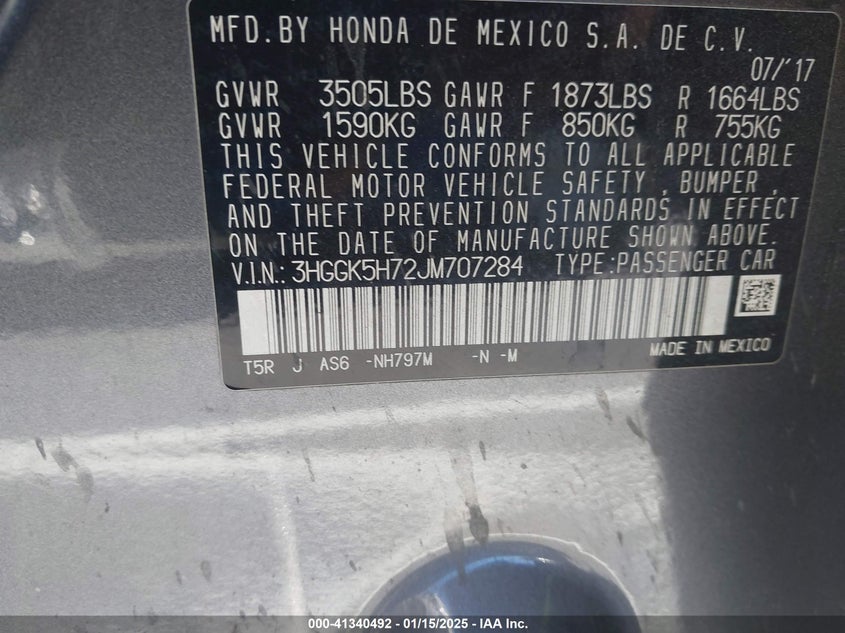 MFD.BY HONDA DE MEXICO S.A. DE C.V.
07/'17
GVWR 3505LBS GAWR F 1873LBS R 1664LBS
GVWR 1590KG GAWR F 850KG R 755KG
THIS VEHICLE CONFORMS TO ALL APPLICABLE
FEDERAL MOTOR VEHICLE SAFETY , BUMPER ,
AND THEFT PREVENTION STANDARDS IN EFFECT
ON THE DATE OF MANUFACTURE SHOWN ABOVE.
V.I.N.: 3HGGK5H72JM707284 TYPE:PASSENGER CAR
T5R J AS6 -NH797M -N -M MADE IN MEXICO
000-41340492 - 01/15/2025 - IAA Inc.